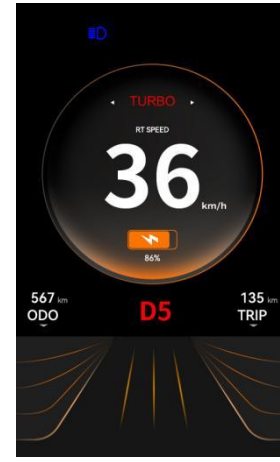 TURBO
RT SPEED
36 km/h
86%
567 km
ODO
D5
135 km
TRIP